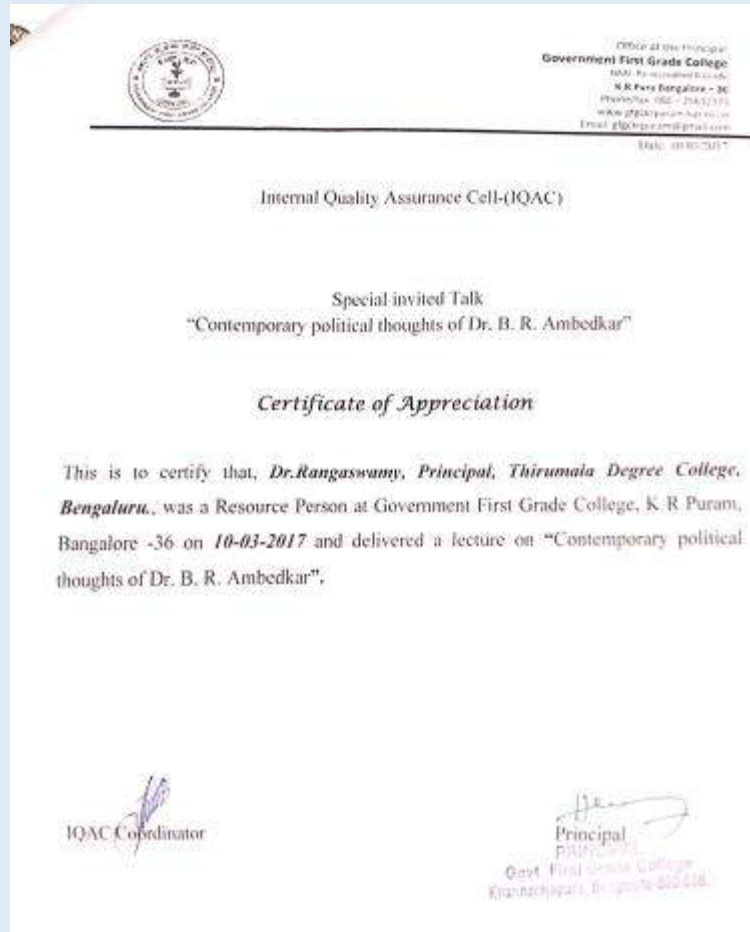 Office of the Principal
Government First Grade College
K R Pura Bangalore – 36
Internal Quality Assurance Cell-(IQAC)
Special invited Talk
“Contemporary political thoughts of Dr. B. R. Ambedkar”
Certificate of Appreciation
This is to certify that, Dr.Rangaswamy, Principal, Thirumala Degree College,
Bengaluru., was a Resource Person at Government First Grade College, K R Puram,
Bangalore -36 on 10-03-2017 and delivered a lecture on “Contemporary political
thoughts of Dr. B. R. Ambedkar”.
IQAC Coordinator
Principal
PRINCIPAL
Govt. First Grade College